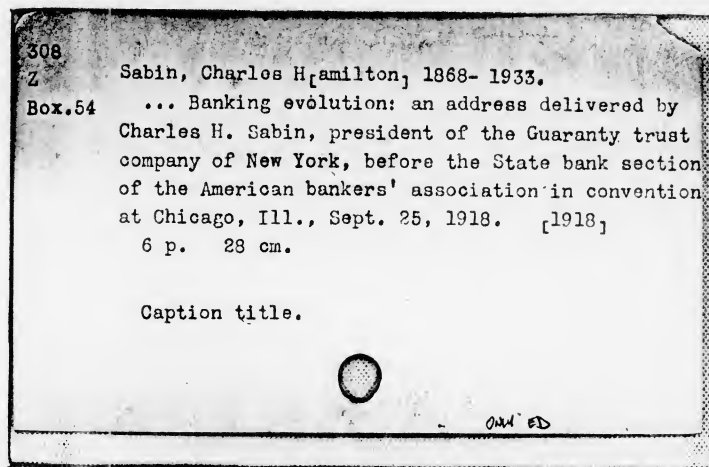 308
Z
Box.54
Sabin, Charles H[amilton] 1868- 1933.
... Banking evolution: an address delivered by
Charles H. Sabin, president of the Guaranty trust
company of New York, before the State bank section
of the American bankers' association in convention
at Chicago, Ill., Sept. 25, 1918. [1918]
6 p. 28 cm.
Caption title.
ONLY ED